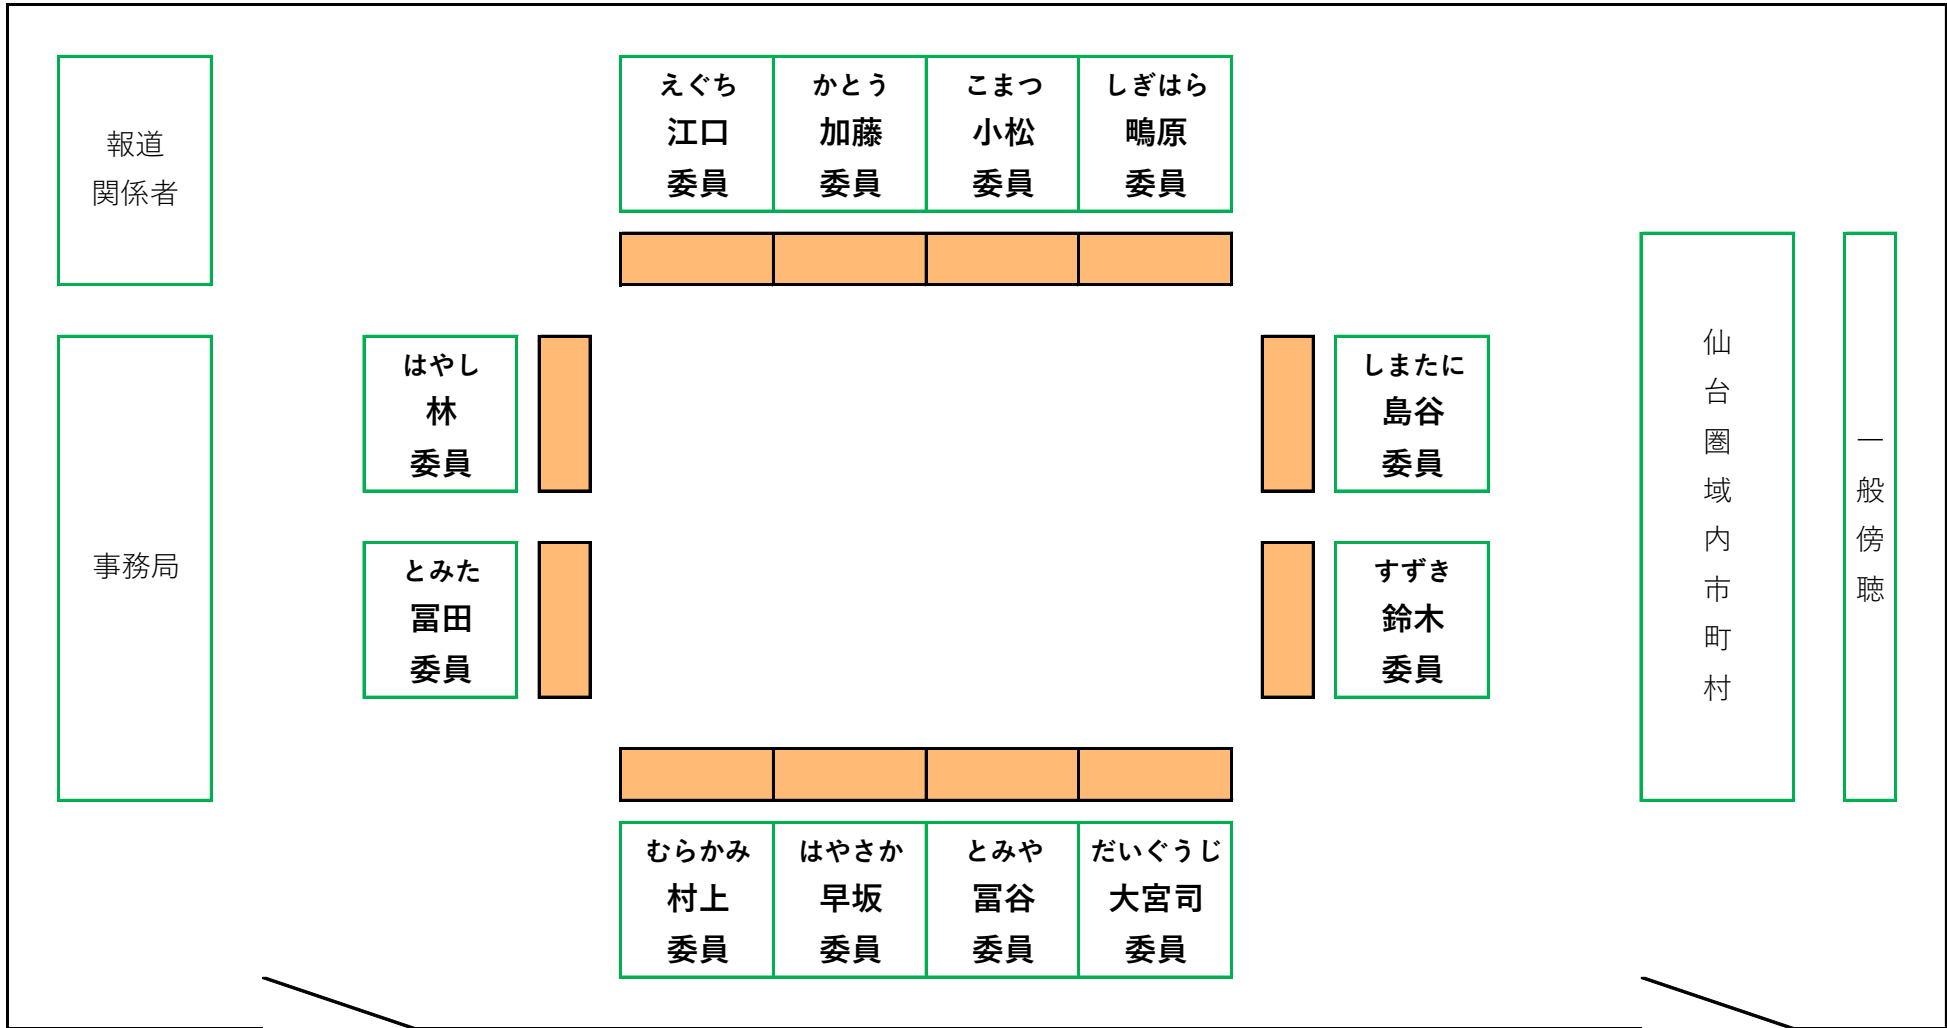 報道
関係者
えぐち
江口
委員
かとう
加藤
委員
こまつ
小松
委員
しぎはら
鴫原
委員
はやし
林
委員
しまたに
島谷
委員
仙台圏域内市町村
一般傍聴
事務局
とみた
冨田
委員
すずき
鈴木
委員
むらかみ
村上
委員
はやさか
早坂
委員
とみや
冨谷
委員
だいぐうじ
大宮司
委員